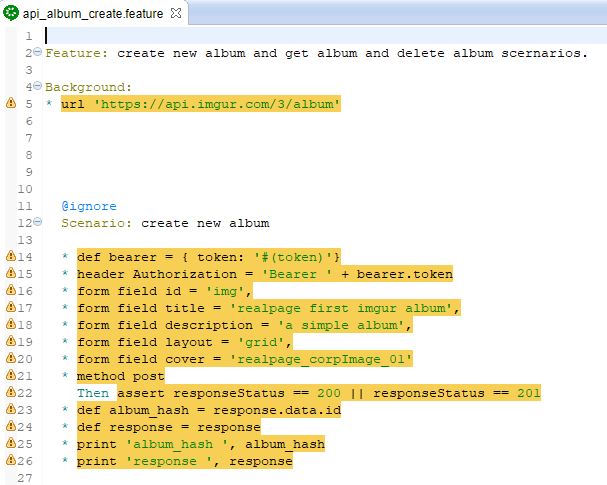 api_album_create.feature
1
2 Feature: create new album and get album and delete album scernarios.
3
4 Background:
5 * url 'https://api.imgur.com/3/album'
6
7
8
9
10
11 @ignore
12 Scenario: create new album
13
14 * def bearer = { token: '#(token)'}
15 * header Authorization = 'Bearer ' + bearer.token
16 * form field id = 'img',
17 * form field title = 'realpage first imgur album',
18 * form field description = 'a simple album',
19 * form field layout = 'grid',
20 * form field cover = 'realpage_corpImage_01'
21 * method post
22 Then assert responseStatus == 200 || responseStatus == 201
23 * def album_hash = response.data.id
24 * def response = response
25 * print 'album_hash ', album_hash
26 * print 'response ', response
27